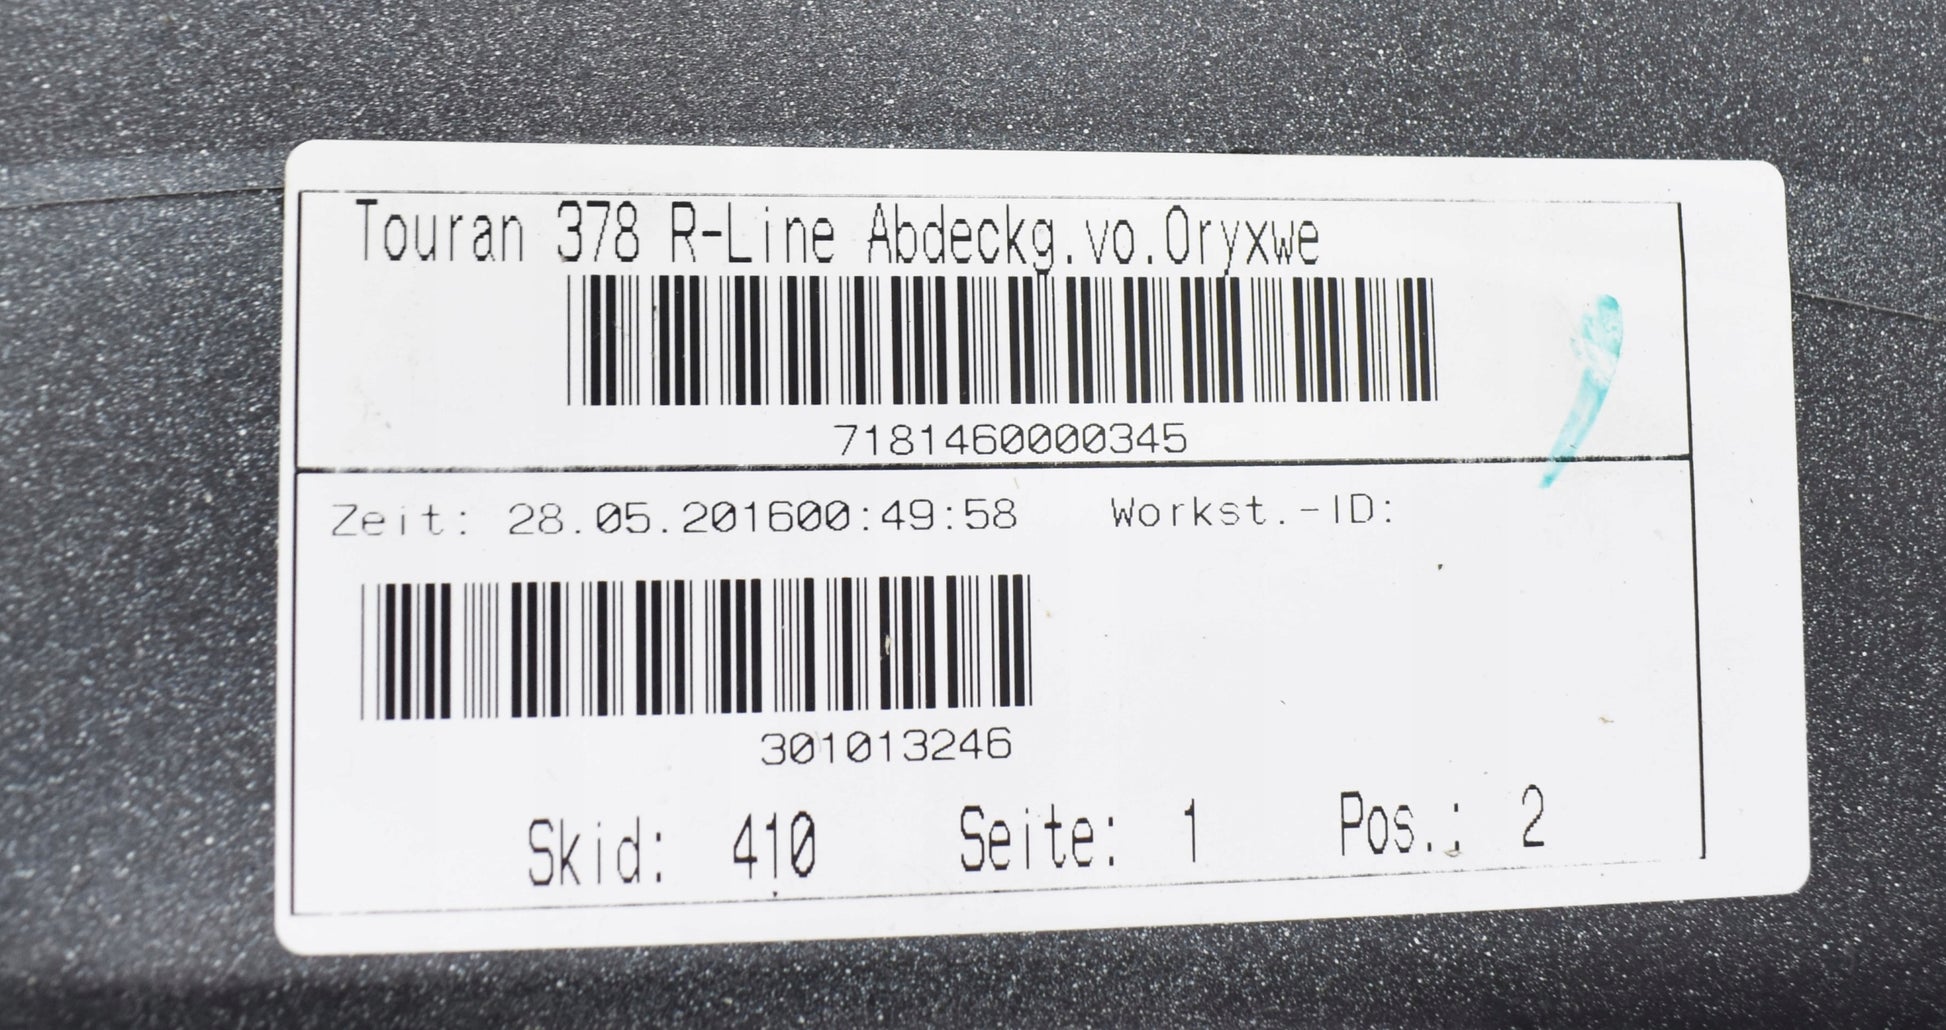 Touran 378 R-Line Abdeckg.vo.Oryxwe
7181460000345
Zeit: 28.05.201600:49:58 Workst.-ID:
301013246
Skid: 410 Seite: 1 Pos.: 2